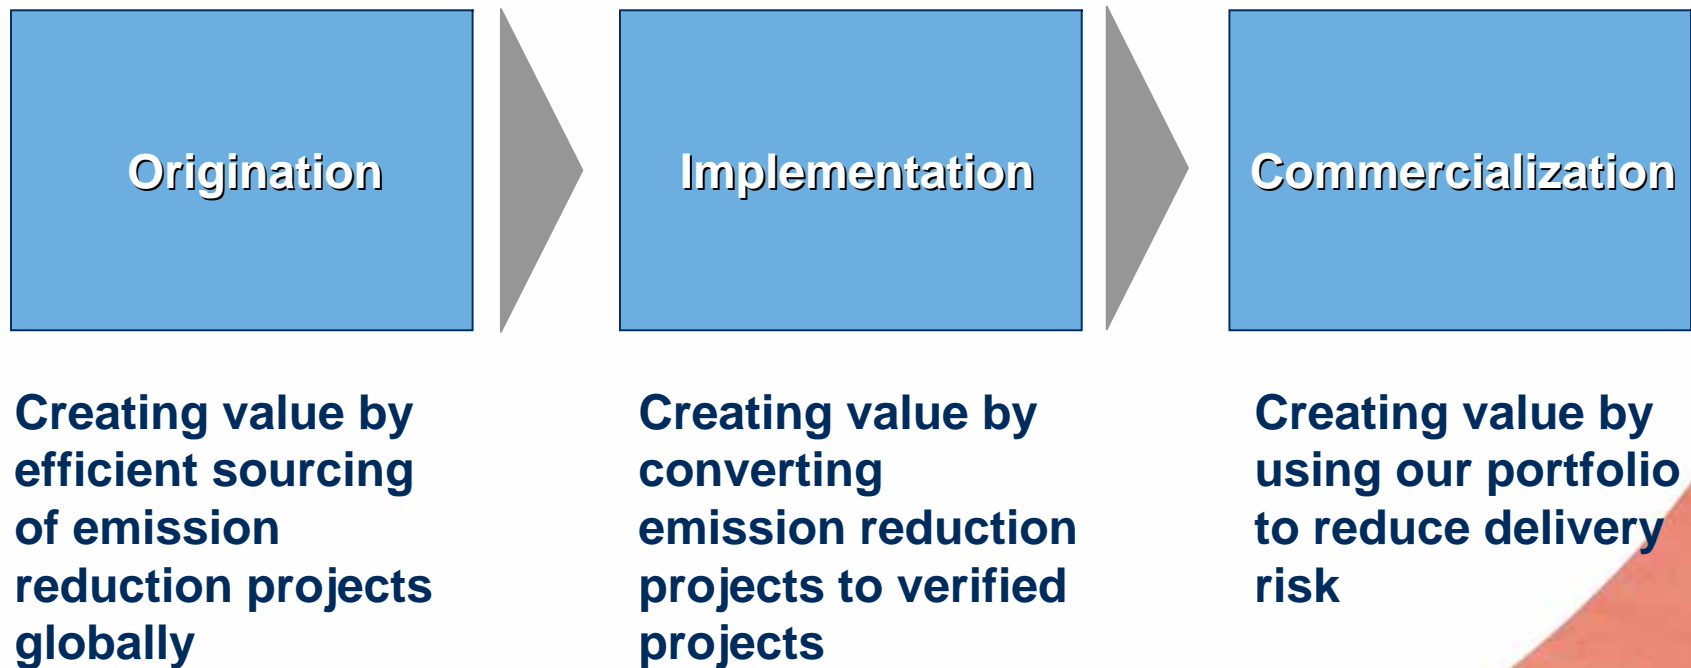 Origination
Implementation
Commercialization
Creating value by
efficient sourcing
of emission
reduction projects
globally
Creating value by
converting
emission reduction
projects to verified
projects
Creating value by
using our portfolio
to reduce delivery
risk